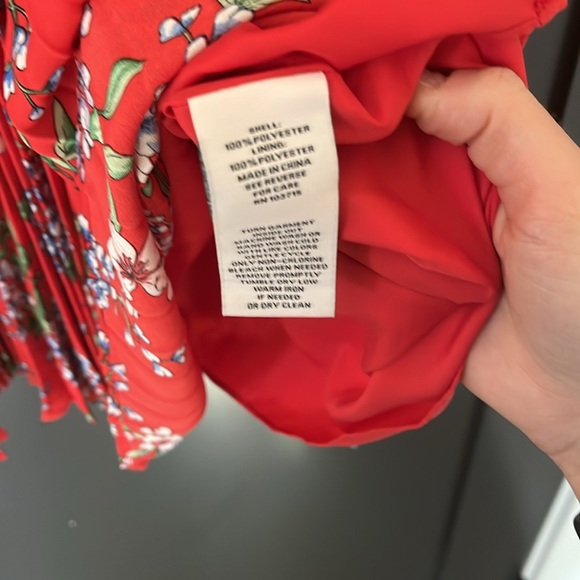 SHELL:
100% POLYESTER
LINING:
100% POLYESTER
MADE IN CHINA
SEE REVERSE
FOR CARE
RN 103715
TURN GARMENT
INSIDE OUT
MACHINE WASH OR
HAND WASH COLD
WITH LIKE COLORS
GENTLE CYCLE
ONLY NON-CHLORINE
BLEACH WHEN NEEDED
REMOVE PROMPTLY
TUMBLE DRY LOW
WARM IRON
IF NEEDED
OR DRY CLEAN